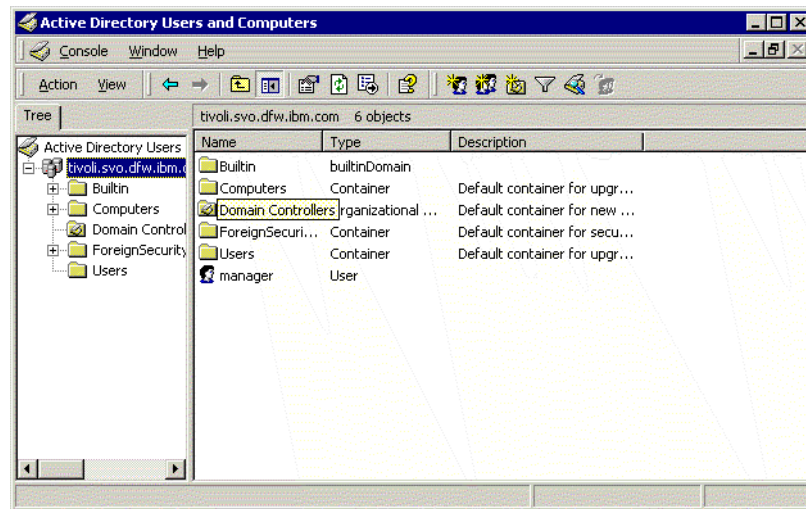 Active Directory Users and Computers
Console Window Help
Action View
Tree
tivoli.svo.dfw.ibm.com 6 objects
Active Directory Users
tivoli.svo.dfw.ibm.c
Builtin
Computers
Domain Control
ForeignSecurity
Users
Name Type Description
Builtin builtinDomain
Computers Container Default container for upgr...
Domain Controllers rganizational ... Default container for new ...
ForeignSecuri... Container Default container for secu...
Users Container Default container for upgr...
manager User